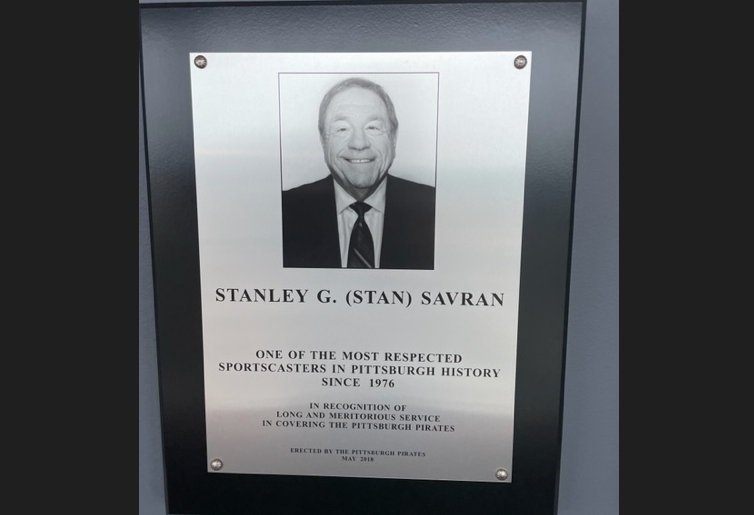 STANLEY G. (STAN) SAVRAN
ONE OF THE MOST RESPECTED
SPORTSCASTERS IN PITTSBURGH HISTORY
SINCE 1976
IN RECOGNITION OF
LONG AND MERITORIOUS SERVICE
IN COVERING THE PITTSBURGH PIRATES
ERECTED BY THE PITTSBURGH PIRATES
MAY 2018